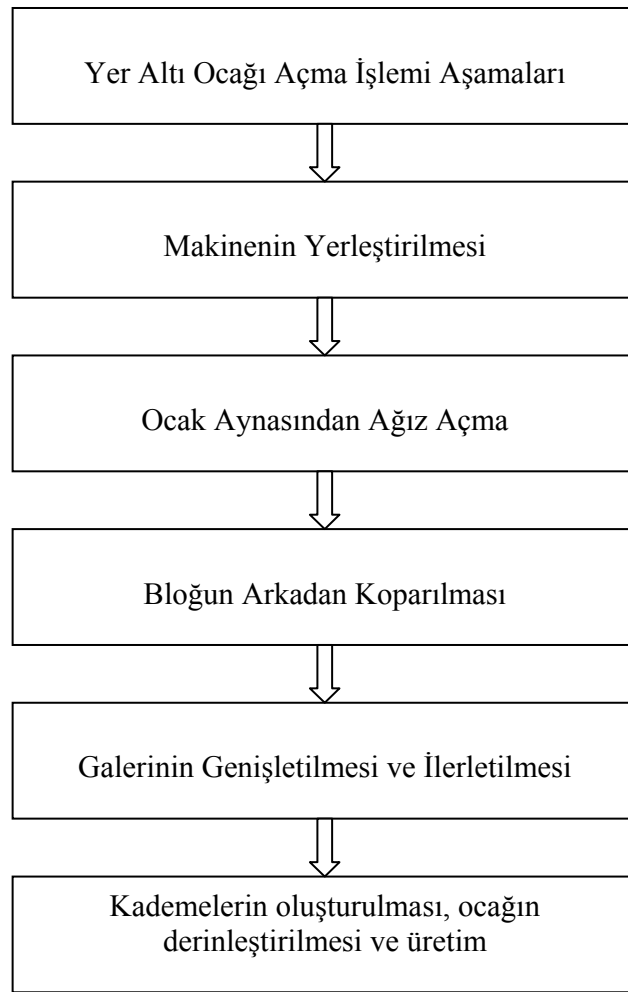 Yer Altı Ocağı Açma İşlemi Aşamaları
Makinenin Yerleştirilmesi
Ocak Aynasından Ağız Açma
Bloğun Arkadan Koparılması
Galerinin Genişletilmesi ve İlerletilmesi
Kademelerin oluşturulması, ocağın
derinleştirilmesi ve üretim